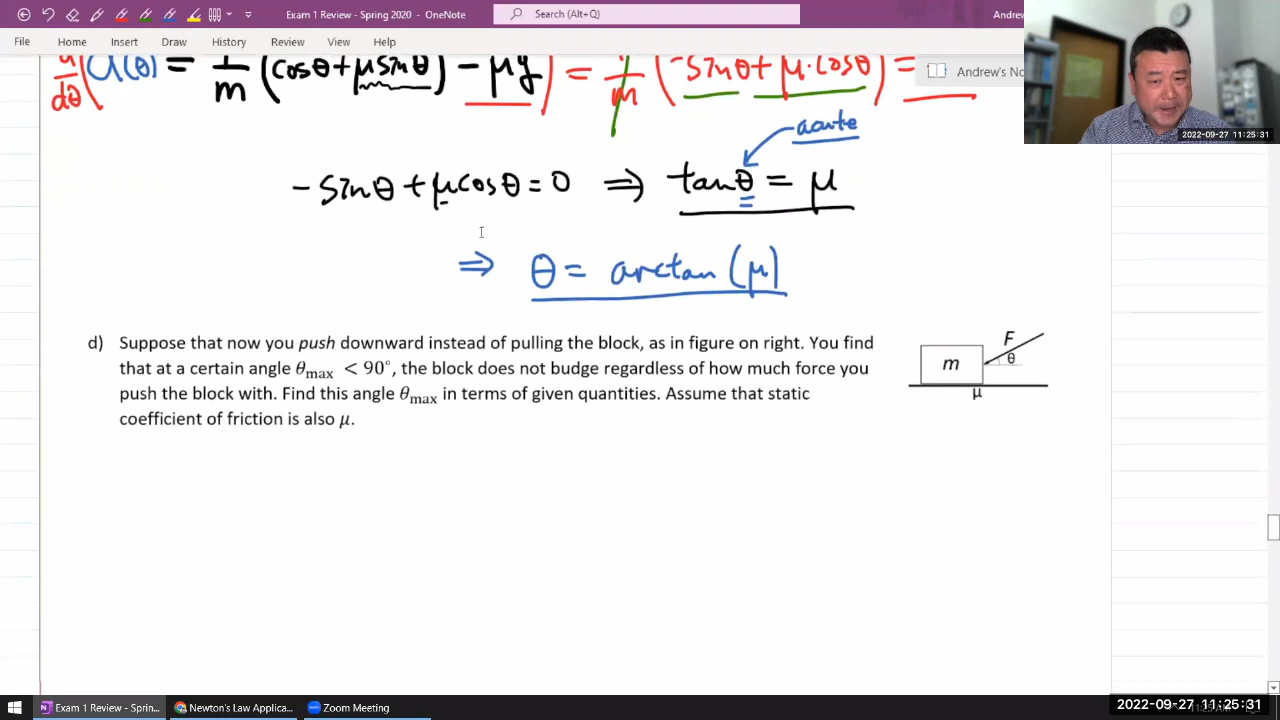 Exam 1 Review - Spring 2020 - OneNote
Search (Alt+Q)
Andrew
File Home Insert Draw History Review View Help
d/dθ (a(θ) = 1/m (cosθ + μ sinθ) - μg) = 1/m (-sinθ + μ·cosθ) =
Andrew's No
2022-09-27 11:25:31
acute
- sinθ + μcosθ = 0 ⇒ tanθ = μ
⇒ θ = arctan(μ)
d) Suppose that now you push downward instead of pulling the block, as in figure on right. You find
that at a certain angle θmax < 90°, the block does not budge regardless of how much force you
push the block with. Find this angle θmax in terms of given quantities. Assume that static
coefficient of friction is also μ.
F
θ
m
μ
Exam 1 Review - Sprin...
Newton's Law Applica...
Zoom Meeting
2022-09-27 11:25:31